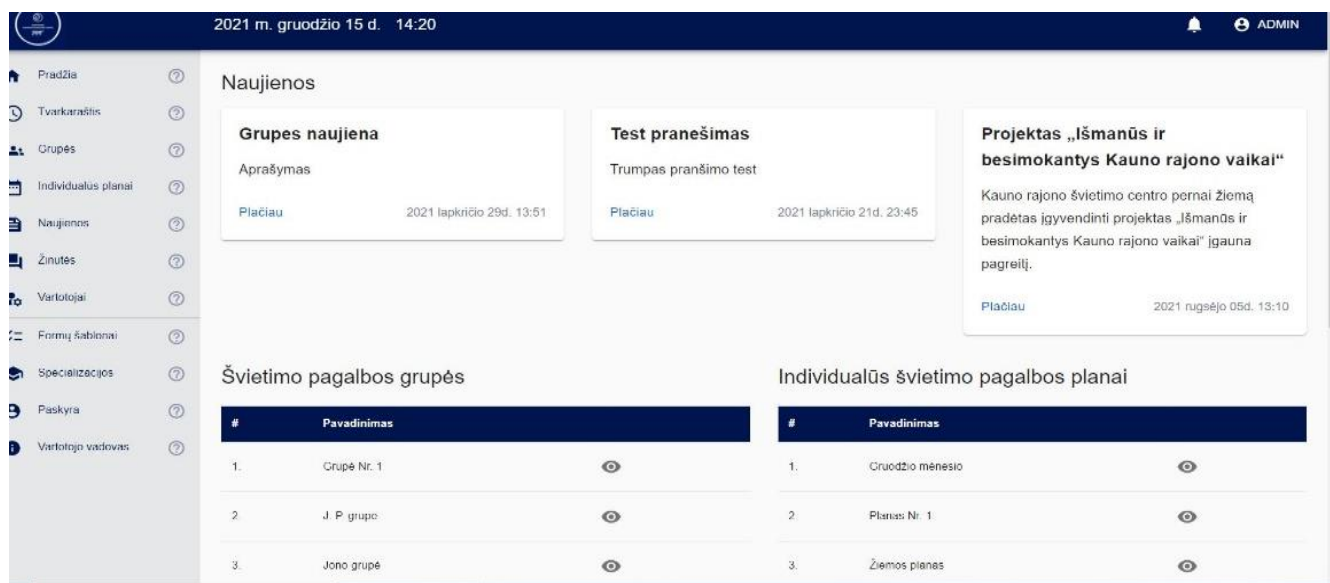 2021 m. gruodžio 15 d. 14:20
ADMIN
Pradžia
Tvarkaraštis
Grupės
Individualūs planai
Naujienos
Žinutės
Vartotojai
Formų šablonai
Specializacijos
Paskyra
Vartotojo vadovas
Naujienos
Grupes naujiena
Aprašymas
Plačiau 2021 lapkričio 29d. 13:51
Test pranešimas
Trumpas pranšimo test
Plačiau 2021 lapkričio 21d. 23:45
Projektas „Išmanūs ir
besimokantys Kauno rajono vaikai“
Kauno rajono švietimo centro pernai žiemą
pradėtas įgyvendinti projektas „Išmanūs ir
besimokantys Kauno rajono vaikai“ įgauna
pagreitį.
Plačiau 2021 rugsėjo 05d. 13:10
Švietimo pagalbos grupės
# Pavadinimas
1. Grupė Nr. 1
2. J. P. grupė
3. Jono grupė
Individualūs švietimo pagalbos planai
# Pavadinimas
1. Gruodžio mėnesio
2. Planas Nr. 1
3. Žiemos planas